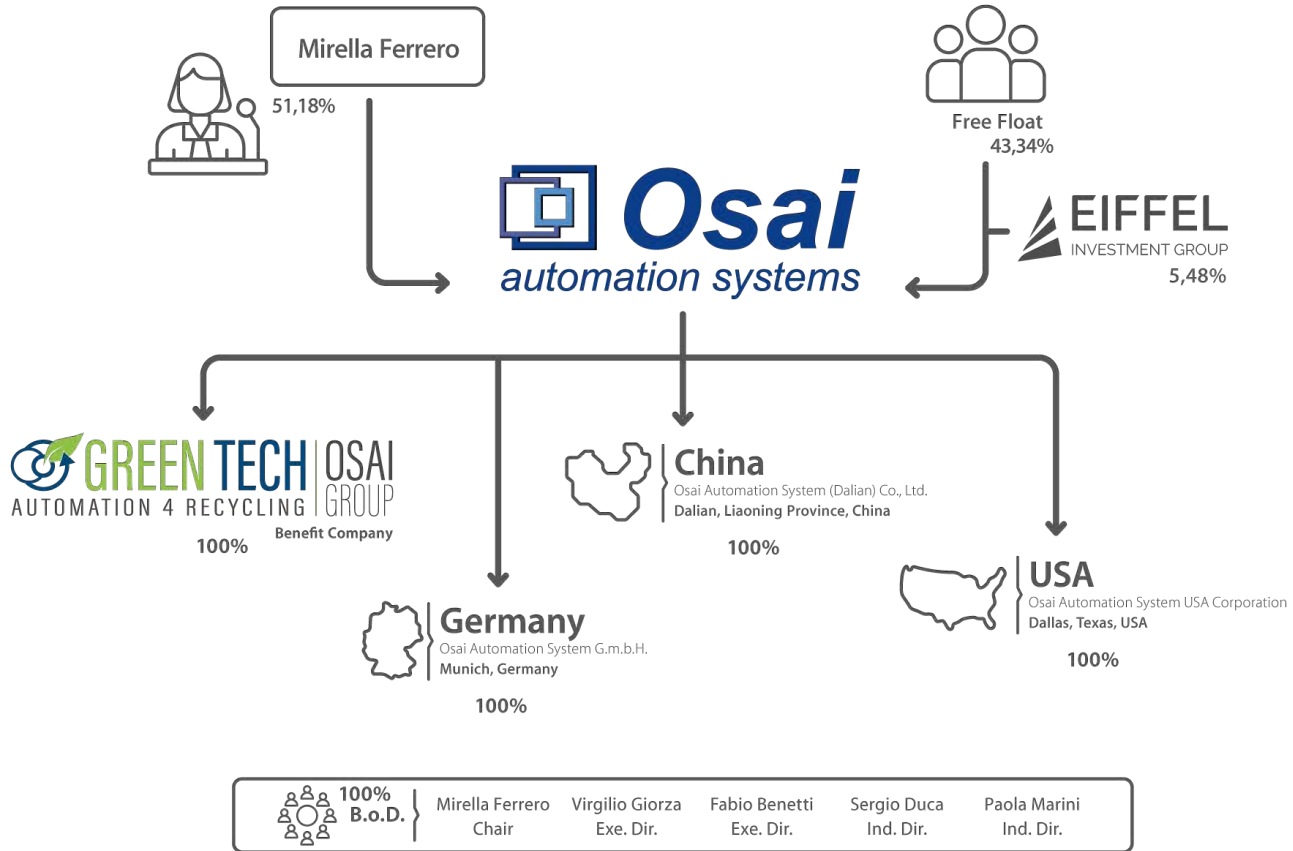 Mirella Ferrero
51,18%
Free Float
43,34%
EIFFEL
INVESTMENT GROUP
5,48%
Osai
automation systems
GREEN TECH OSAI
AUTOMATION 4 RECYCLING GROUP
Benefit Company
100%
China
Osai Automation System (Dalian) Co., Ltd.
Dalian, Liaoning Province, China
100%
USA
Osai Automation System USA Corporation
Dallas, Texas, USA
100%
Germany
Osai Automation System G.m.b.H.
Munich, Germany
100%
100%
B.o.D.
Mirella Ferrero
Chair
Virgilio Giorza
Exe. Dir.
Fabio Benetti
Exe. Dir.
Sergio Duca
Ind. Dir.
Paola Marini
Ind. Dir.